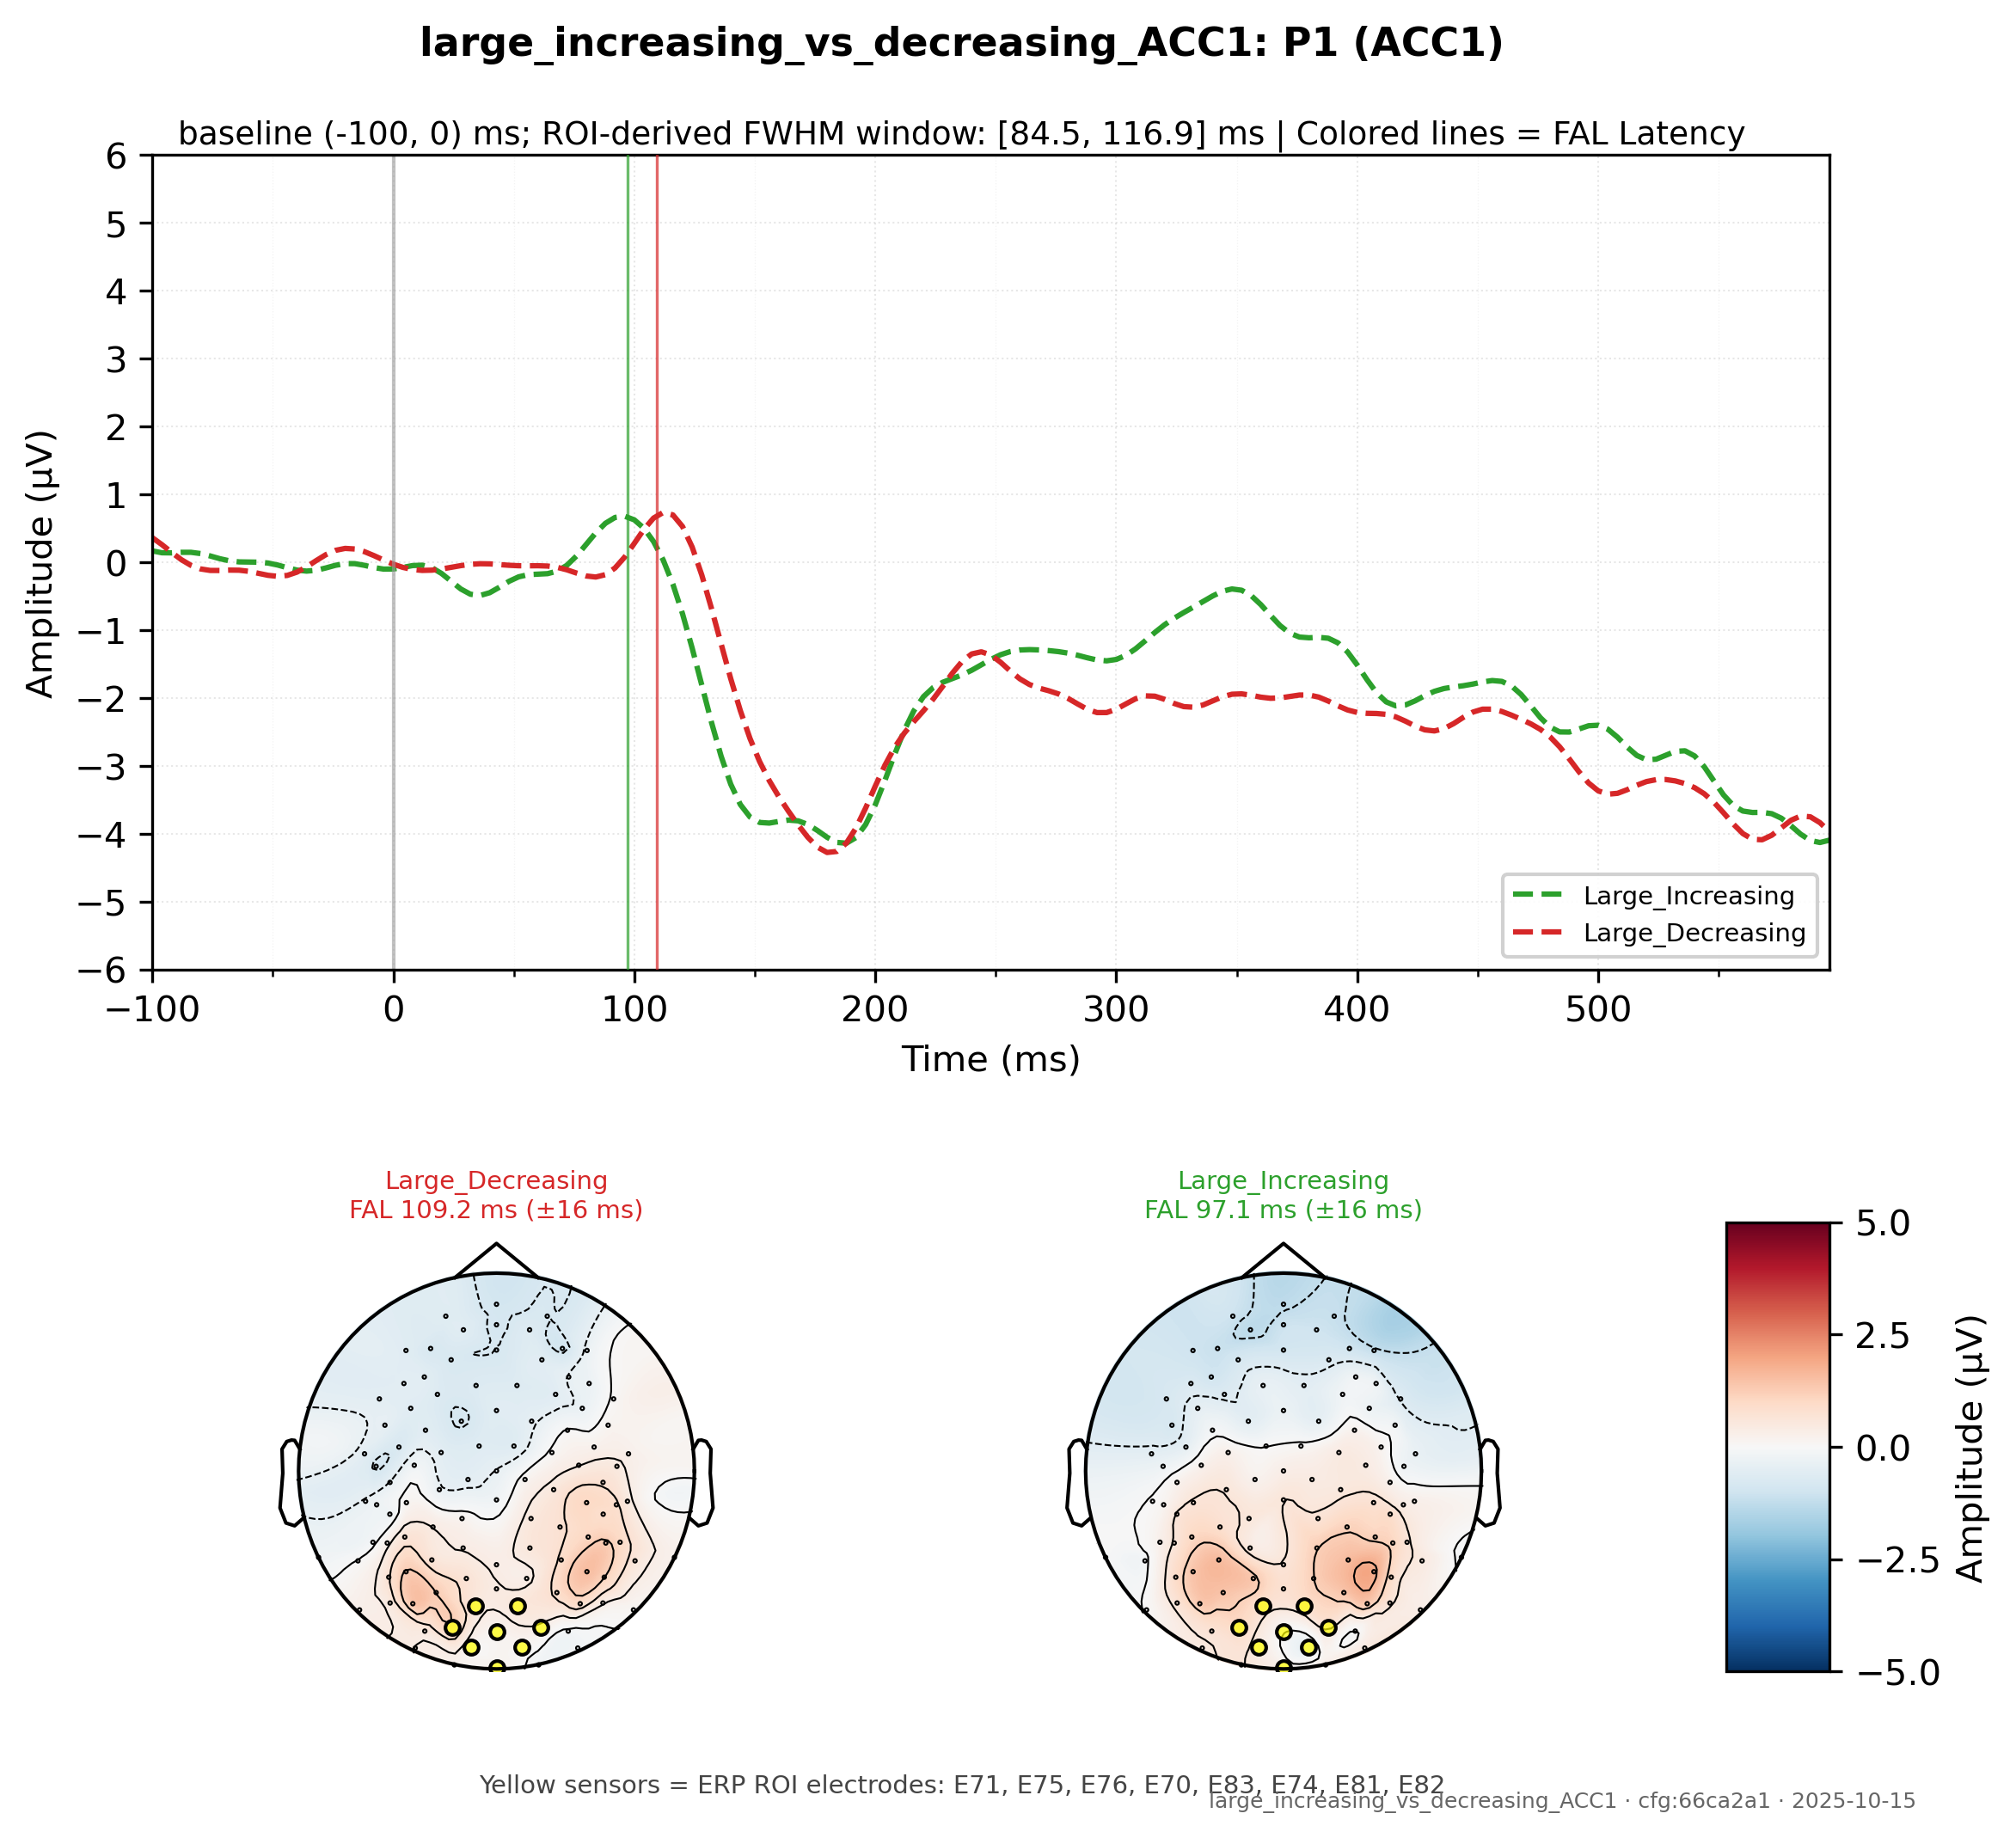 large_increasing_vs_decreasing_ACC1: P1 (ACC1)
baseline (-100, 0) ms; ROI-derived FWHM window: [84.5, 116.9] ms | Colored lines = FAL Latency
6
5
4
3
2
1
0
−1
−2
−3
−4
−5
−6
Amplitude (µV)
Large_Increasing
Large_Decreasing
−100
0
100
200
300
400
500
Time (ms)
Large_Decreasing
FAL 109.2 ms (±16 ms)
Large_Increasing
FAL 97.1 ms (±16 ms)
5.0
2.5
0.0
−2.5
−5.0
Amplitude (µV)
Yellow sensors = ERP ROI electrodes: E71, E75, E76, E70, E83, E74, E81, E82
large_increasing_vs_decreasing_ACC1 · cfg:66ca2a1 · 2025-10-15